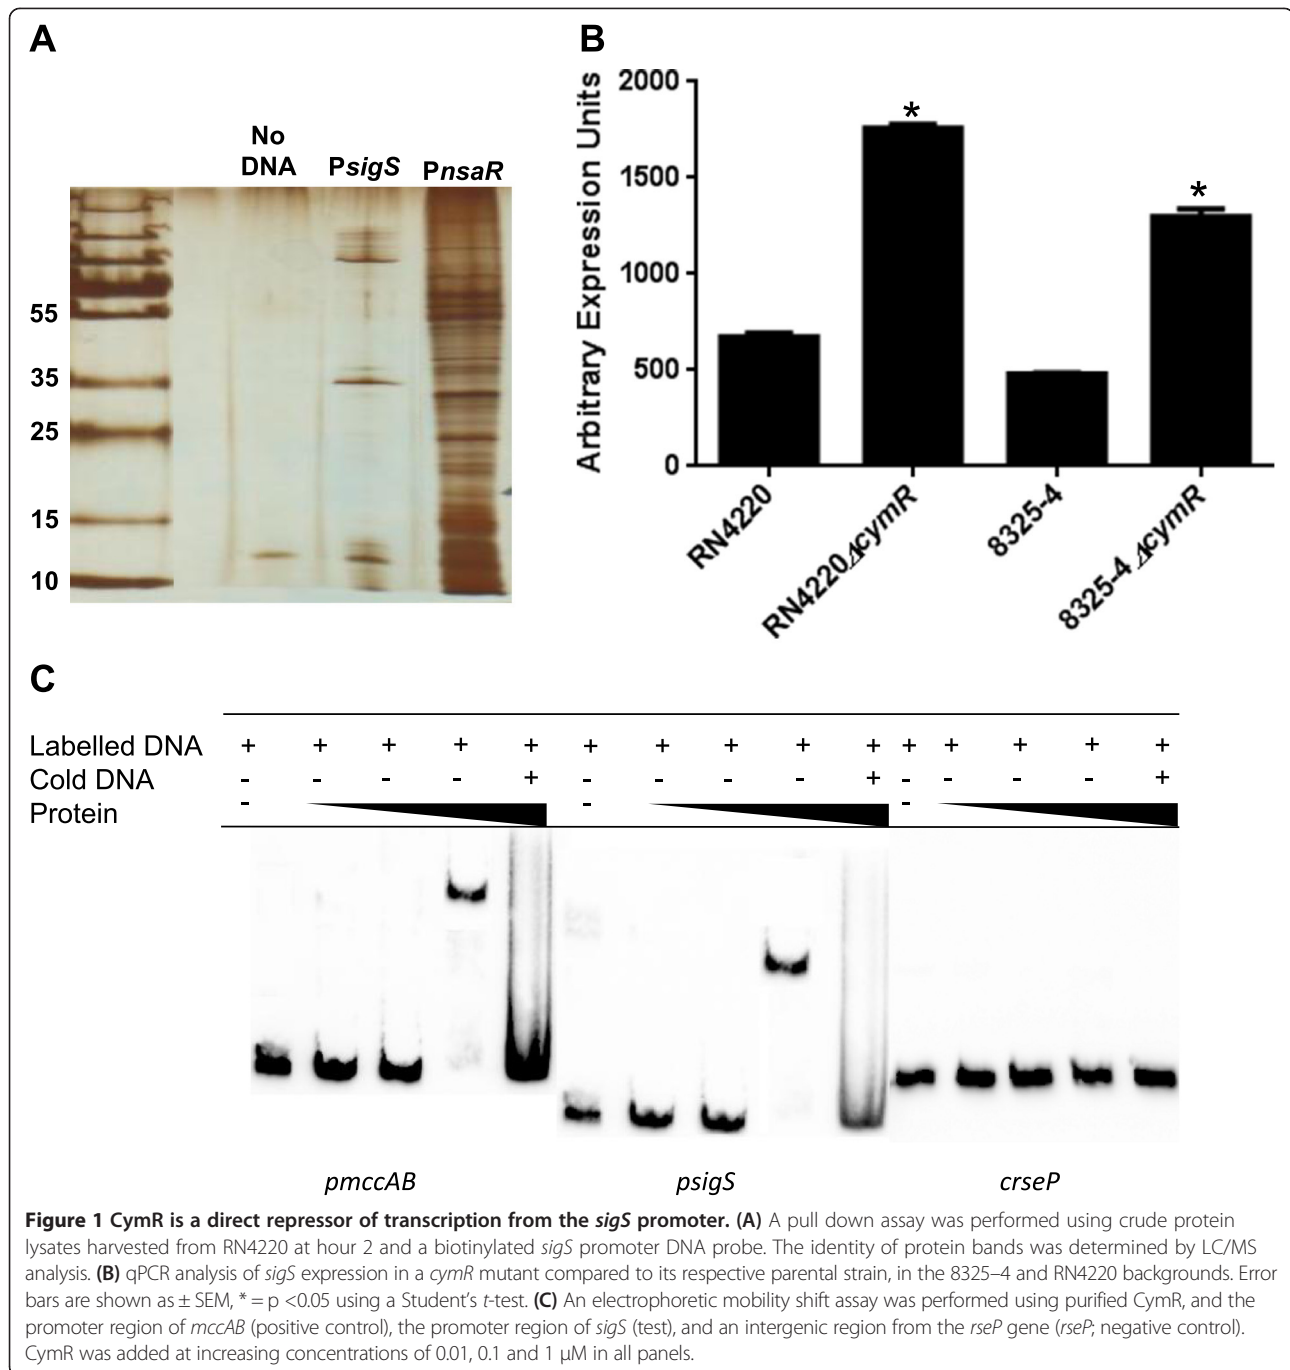 A
No
DNA
PsigS
PnsaR
55
35
25
15
10
B
Arbitrary Expression Units
2000
1500
1000
500
0
*
*
RN4220
RN4220ΔcymR
8325-4
8325-4 ΔcymR
C
Labelled DNA + + + + + + + + + + + + + + +
Cold DNA - - - - + - - - - + - - - - +
Protein - - -
pmccAB psigS crseP
Figure 1 CymR is a direct repressor of transcription from the sigS promoter. (A) A pull down assay was performed using crude protein
lysates harvested from RN4220 at hour 2 and a biotinylated sigS promoter DNA probe. The identity of protein bands was determined by LC/MS
analysis. (B) qPCR analysis of sigS expression in a cymR mutant compared to its respective parental strain, in the 8325–4 and RN4220 backgrounds. Error
bars are shown as ± SEM, * = p <0.05 using a Student's t-test. (C) An electrophoretic mobility shift assay was performed using purified CymR, and the
promoter region of mccAB (positive control), the promoter region of sigS (test), and an intergenic region from the rseP gene (rseP; negative control).
CymR was added at increasing concentrations of 0.01, 0.1 and 1 μM in all panels.